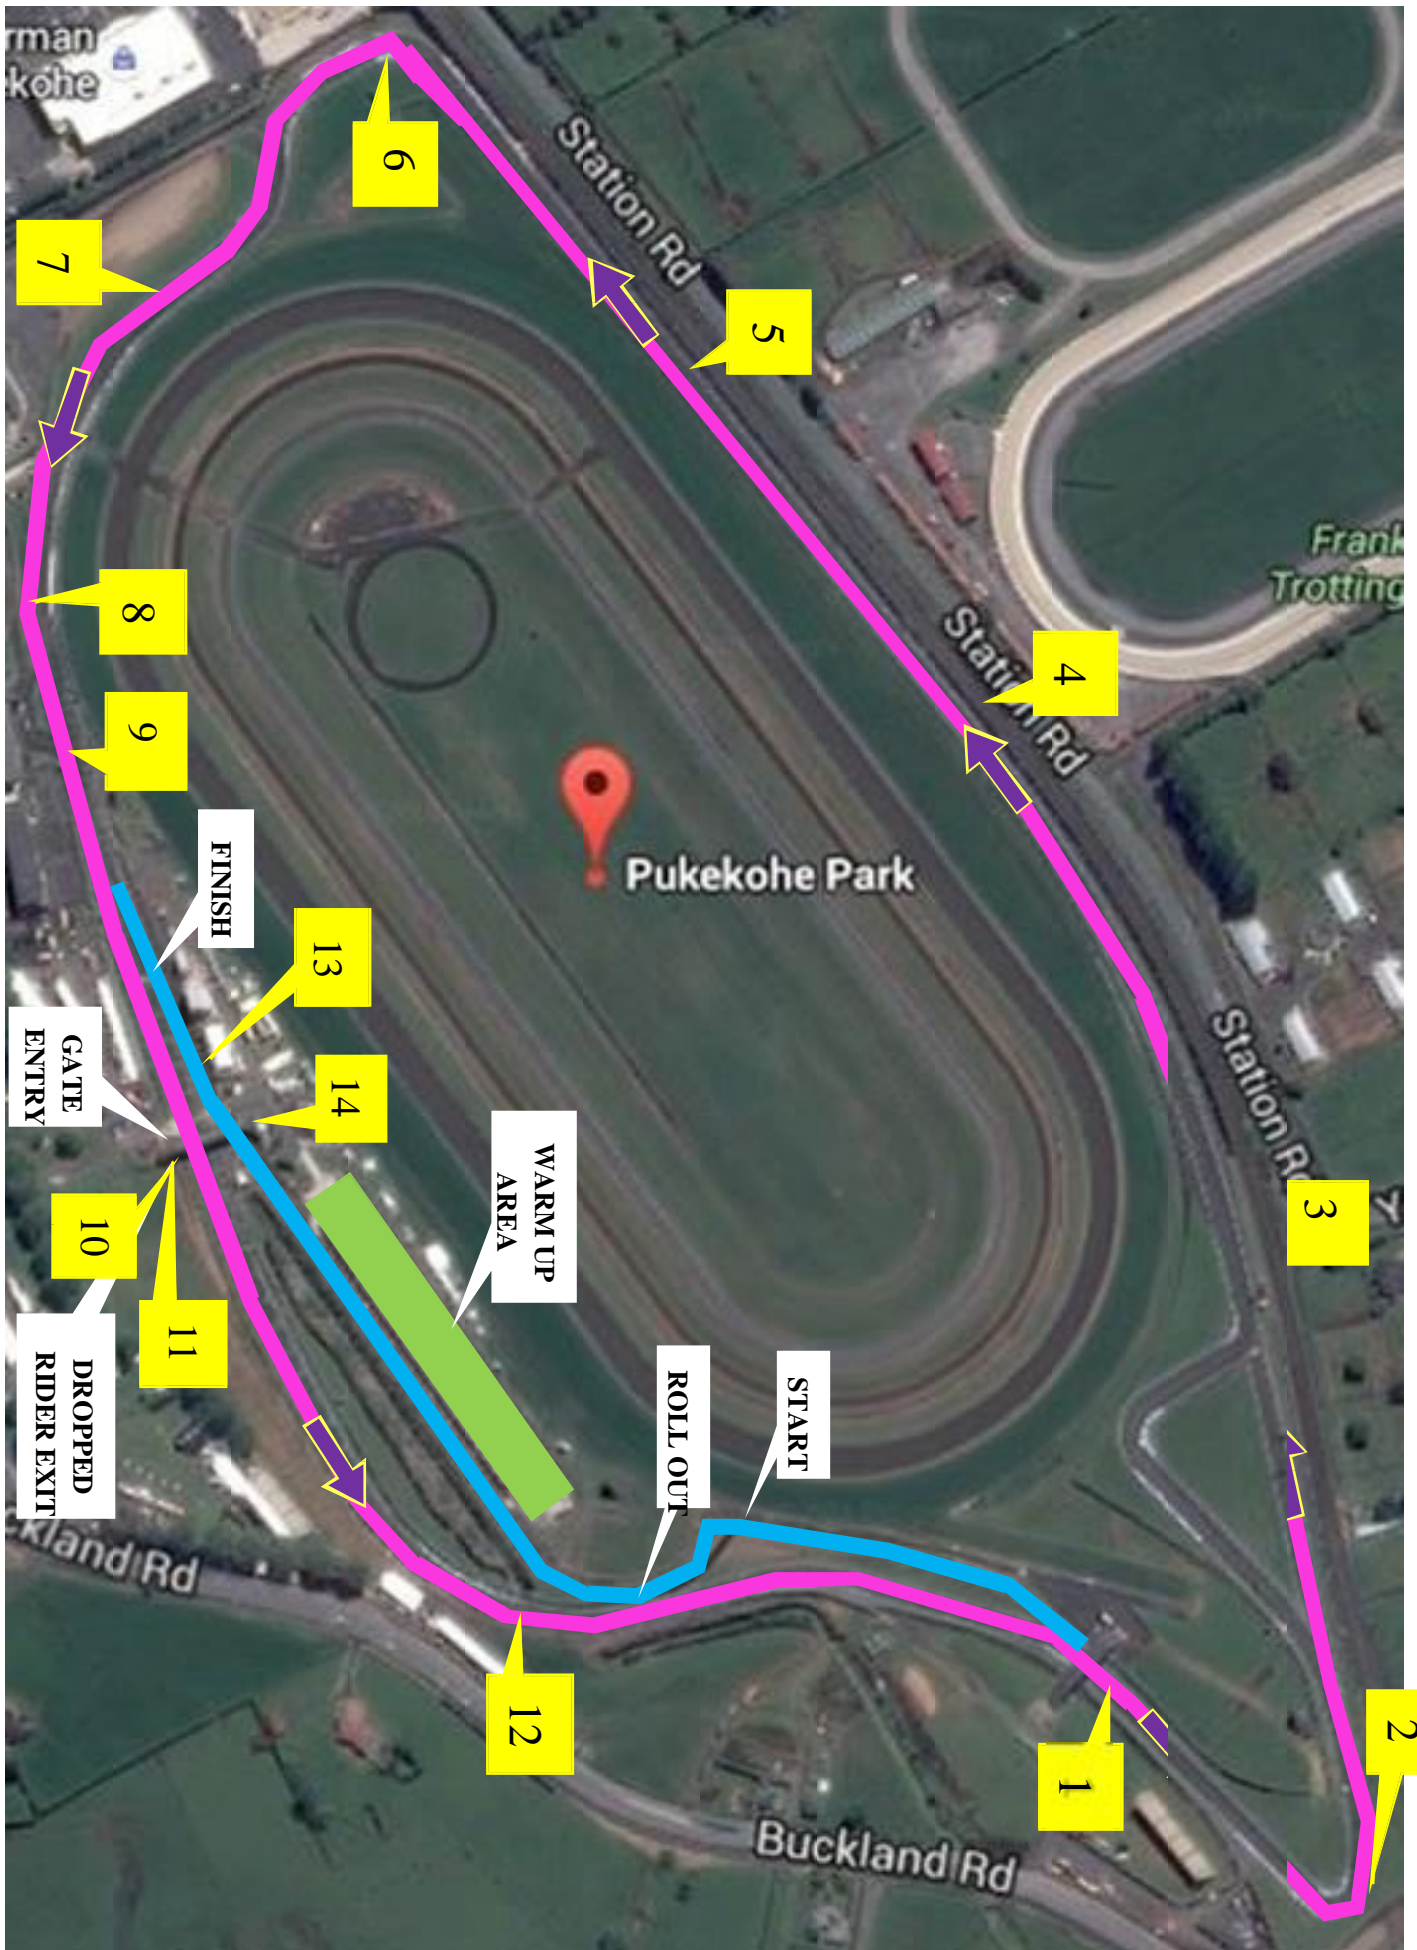 rman
kohe
Station Rd
6
7
5
Frank
Trotting
8
Station Rd
4
9
Pukekohe Park
FINISH
13
GATE
ENTRY
14
Station Rd
3
Y
WARM UP
AREA
10
11
DROPPED
RIDER EXIT
ROLL OUT
START
ckland Rd
12
1
2
Buckland Rd